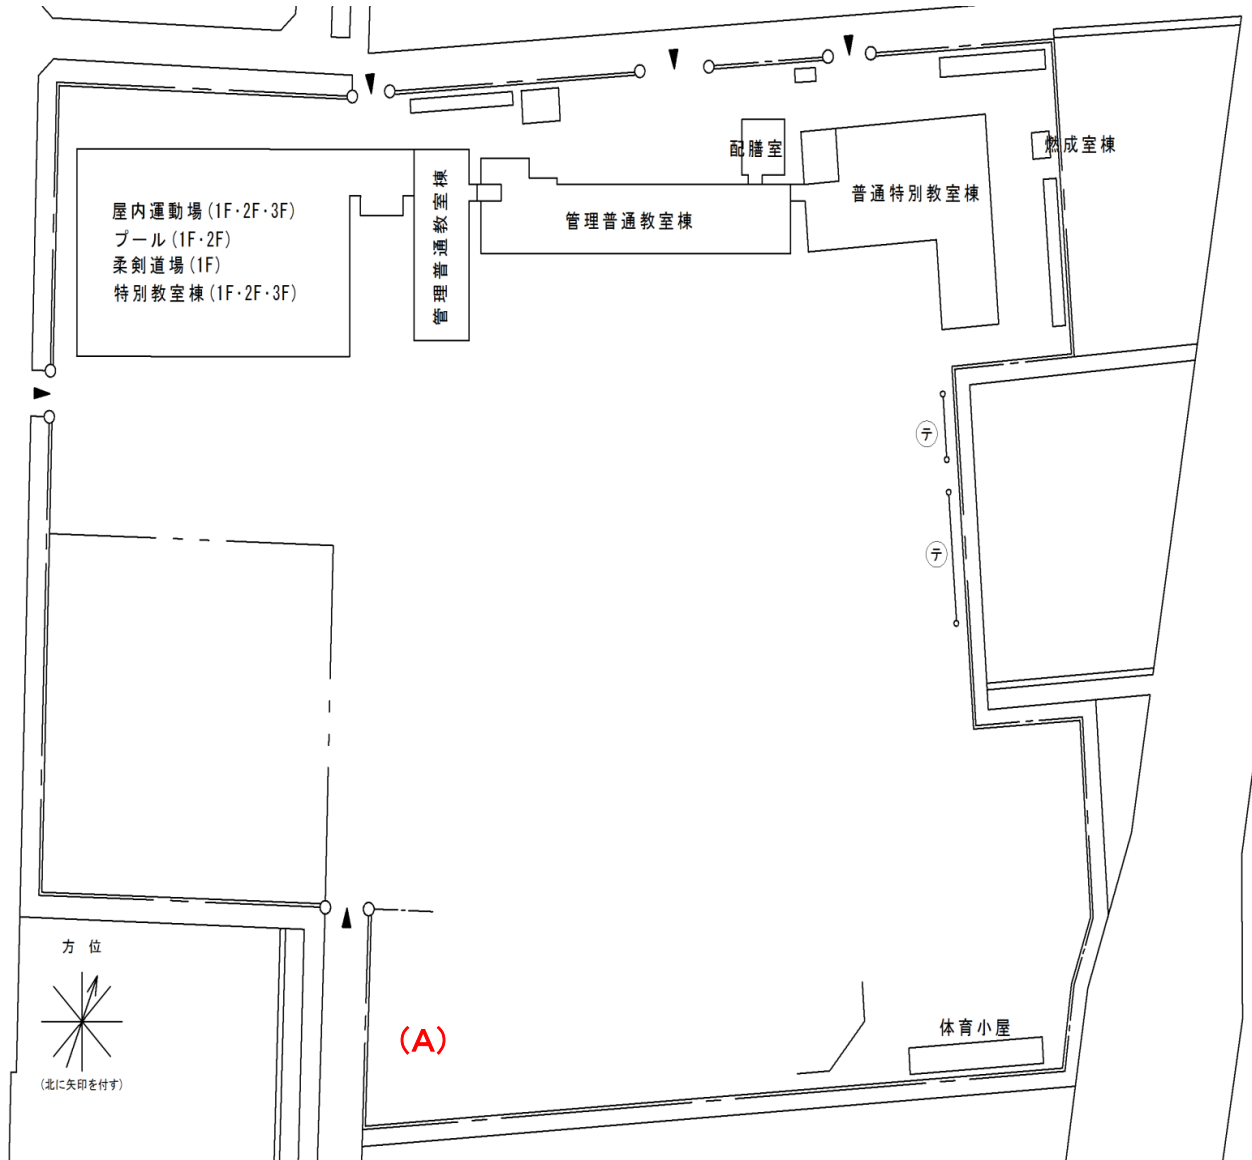 配膳室
燃成室棟
管理普通教室棟
普通特別教室棟
屋内運動場(1F·2F·3F)
プール(1F·2F)
柔剣道場(1F)
特別教室棟(1F·2F·3F)
管理普通教室棟
テ
テ
方位
(北に矢印を付す)
(A)
体育小屋